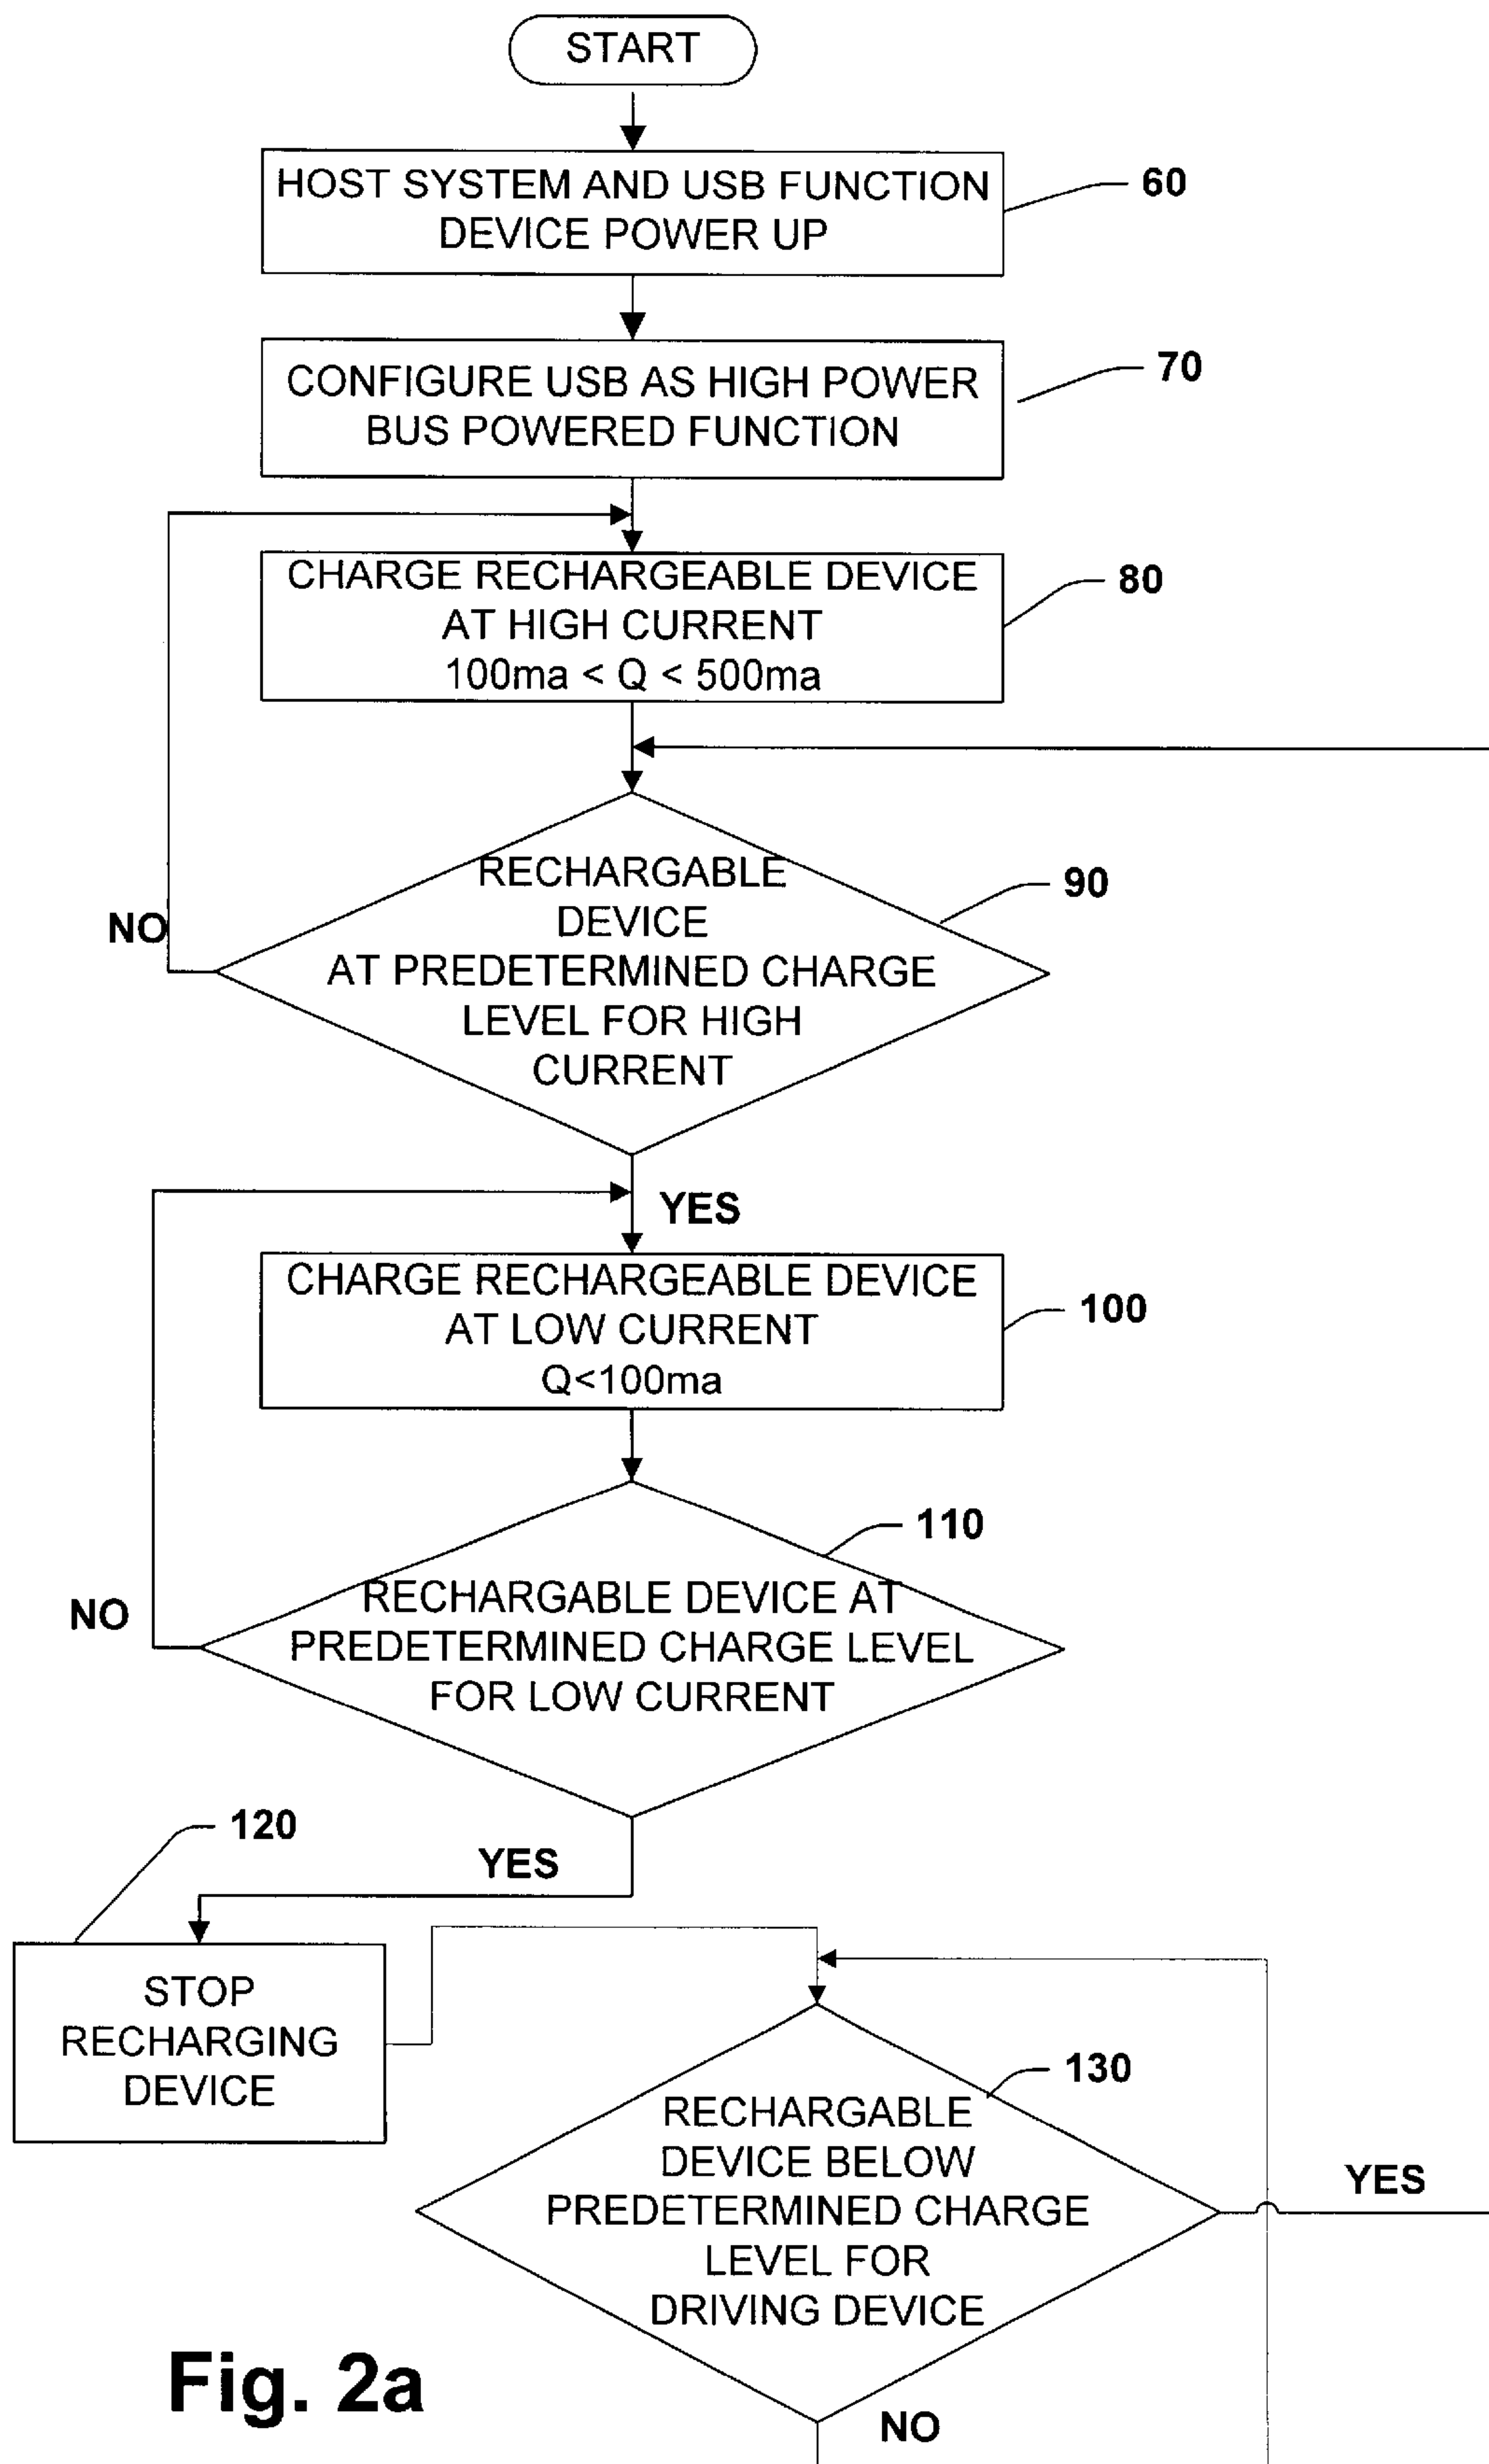 START
HOST SYSTEM AND USB FUNCTION
DEVICE POWER UP
60
CONFIGURE USB AS HIGH POWER
BUS POWERED FUNCTION
70
CHARGE RECHARGEABLE DEVICE
AT HIGH CURRENT
100ma < Q < 500ma
80
RECHARGABLE
DEVICE
AT PREDETERMINED CHARGE
LEVEL FOR HIGH
CURRENT
90
NO
YES
CHARGE RECHARGEABLE DEVICE
AT LOW CURRENT
Q<100ma
100
RECHARGABLE DEVICE AT
PREDETERMINED CHARGE LEVEL
FOR LOW CURRENT
110
NO
YES
120
STOP
RECHARGING
DEVICE
RECHARGABLE
DEVICE BELOW
PREDETERMINED CHARGE
LEVEL FOR
DRIVING DEVICE
130
YES
NO
Fig. 2a